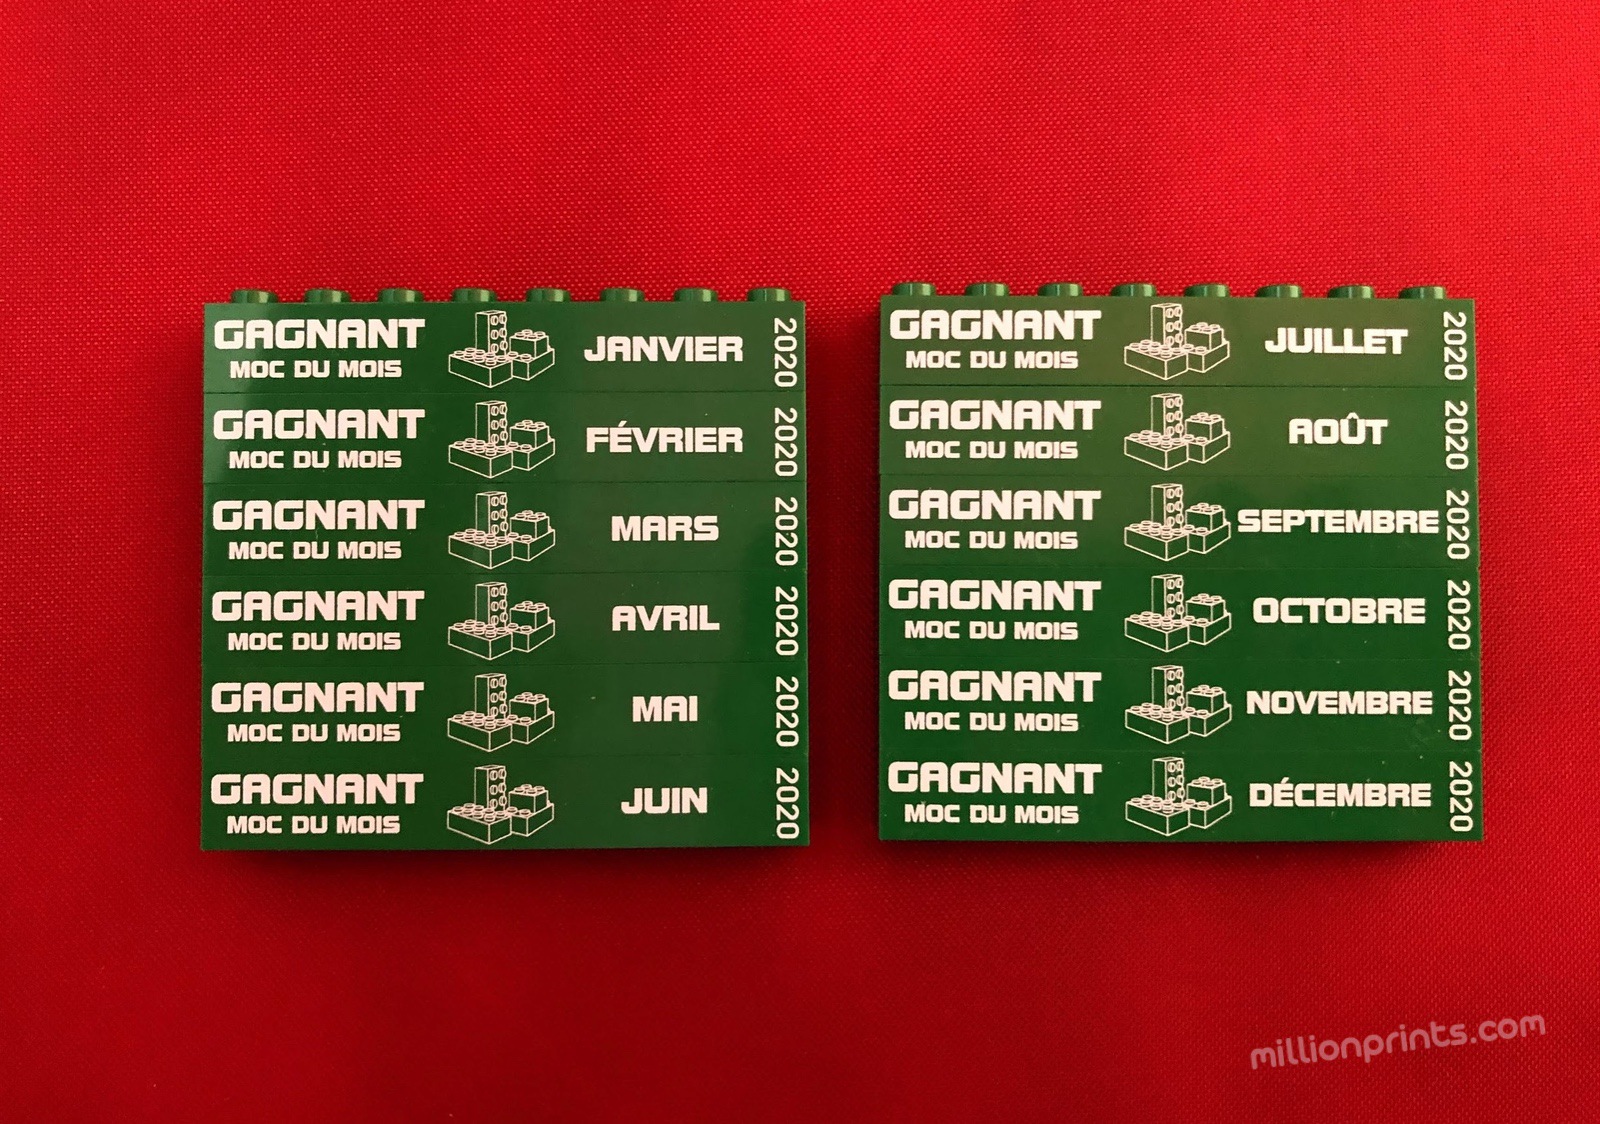 GAGNANT
MOC DU MOIS
JANVIER
2020
GAGNANT
MOC DU MOIS
FÉVRIER
2020
GAGNANT
MOC DU MOIS
MARS
2020
GAGNANT
MOC DU MOIS
AVRIL
2020
GAGNANT
MOC DU MOIS
MAI
2020
GAGNANT
MOC DU MOIS
JUIN
2020
GAGNANT
MOC DU MOIS
JUILLET
2020
GAGNANT
MOC DU MOIS
AOÛT
2020
GAGNANT
MOC DU MOIS
SEPTEMBRE
2020
GAGNANT
MOC DU MOIS
OCTOBRE
2020
GAGNANT
MOC DU MOIS
NOVEMBRE
2020
GAGNANT
MOC DU MOIS
DÉCEMBRE
2020
millionprints.com